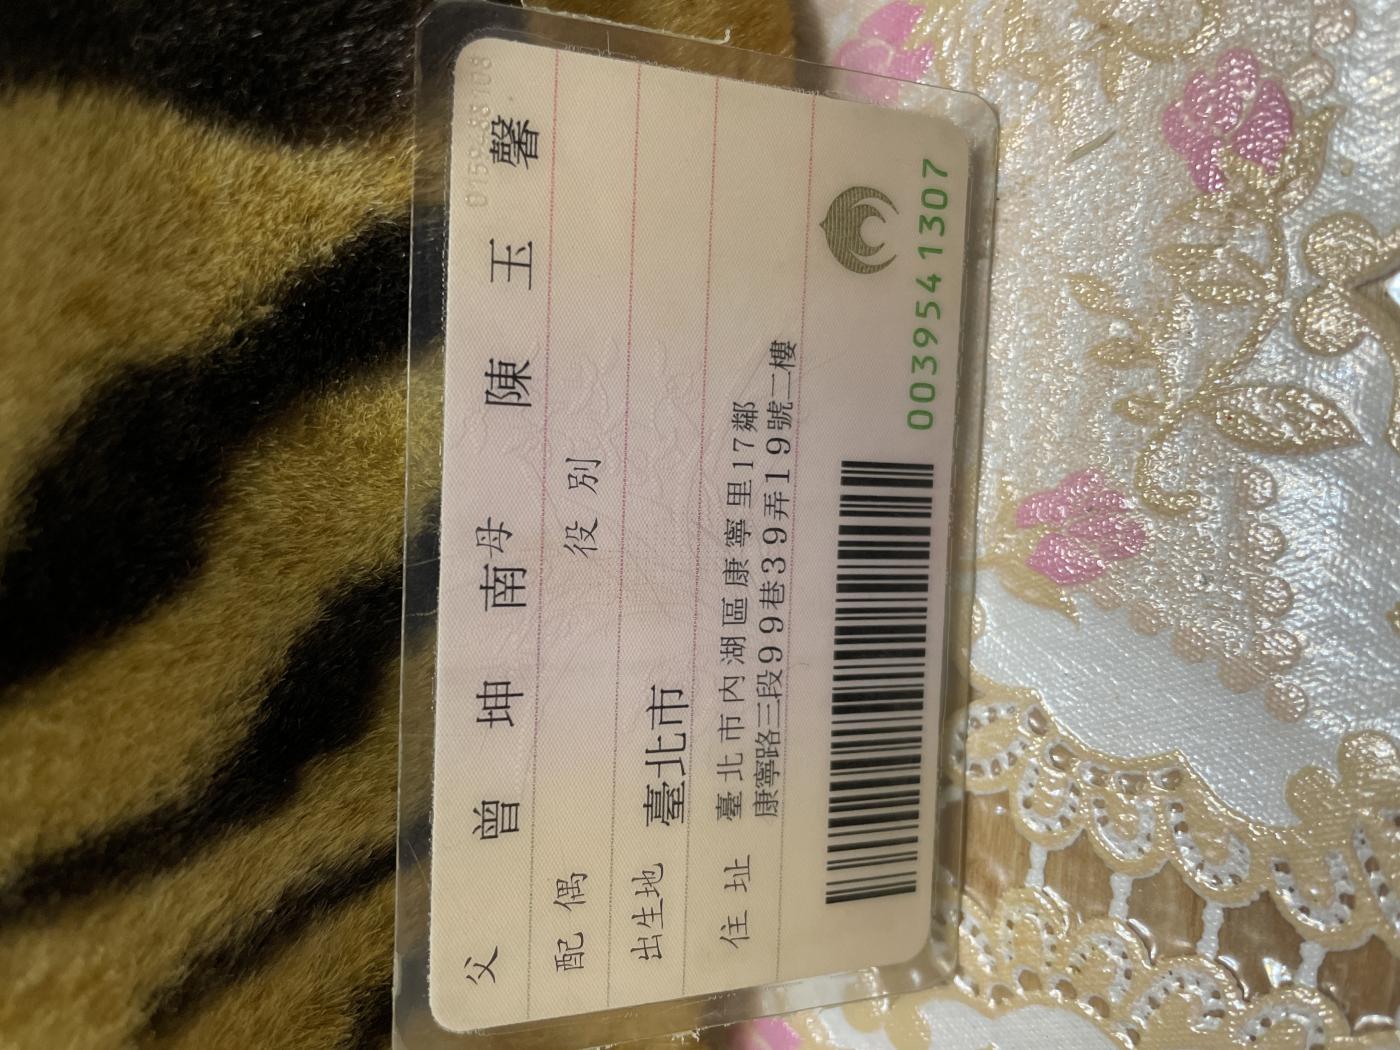 父 曾坤南 母 陳玉馨
配偶 役別
出生地 臺北市
住址 臺北市內湖區康寧里17鄰
康寧路三段99巷39弄19號二樓
0039541307